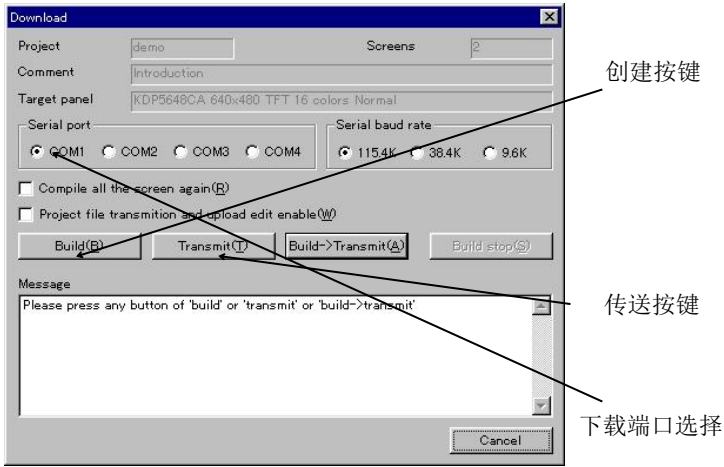 Download
Project demo Screens 2
Comment Introduction
Target panel KDP5648CA 640x480 TFT 16 colors Normal
创建按键
Serial port Serial baud rate
COM1 COM2 COM3 COM4 115.4K 38.4K 9.6K
Compile all the screen again(R)
Project file transmition and upload edit enable(W)
Build(B) Transmit(T) Build->Transmit(A) Build stop(S)
Message
Please press any button of 'build' or 'transmit' or 'build->transmit'
传送按键
下载端口选择
Cancel